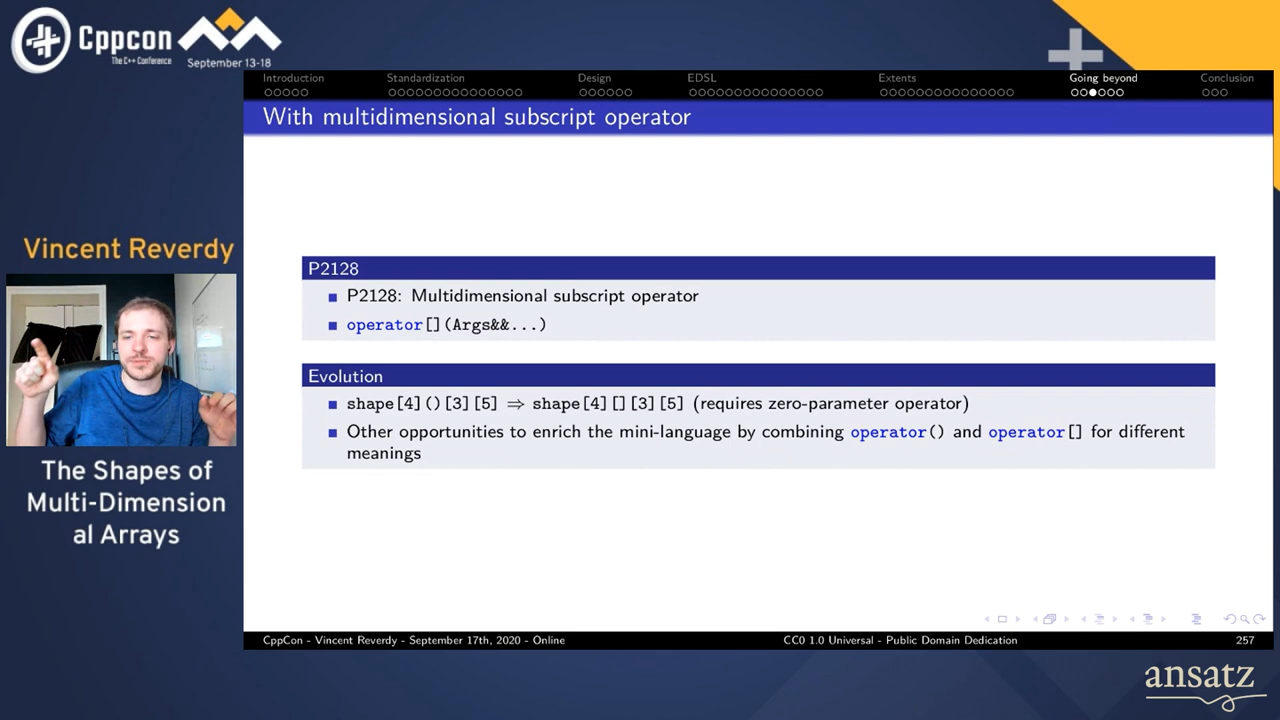 Cppcon
The C++ Conference
September 13-18
Introduction Standardization Design EDSL Extents Going beyond Conclusion
With multidimensional subscript operator
Vincent Reverdy
The Shapes of
Multi-Dimension
al Arrays
P2128
P2128: Multidimensional subscript operator
operator[](Args&&...)
Evolution
shape[4]()[3][5] ⇒ shape[4][][3][5] (requires zero-parameter operator)
Other opportunities to enrich the mini-language by combining operator() and operator[] for different
meanings
CppCon - Vincent Reverdy - September 17th, 2020 - Online CC0 1.0 Universal - Public Domain Dedication 257
ansatz